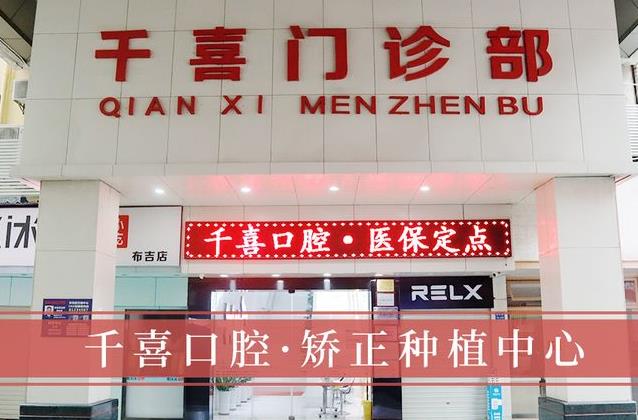 千喜门诊部
QIAN XI MEN ZHEN BU
千喜口腔·医保定点
布吉店
RELX
千喜口腔·矫正种植中心